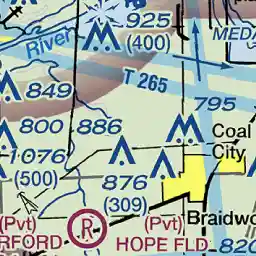 925
River
(400)
MEDA
T 265
849
795
800
886
Coal
City
1076
(500)
876
(309)
Braidwo
(Pvt)
(Pvt)
R
RFORD
HOPE FLD
820